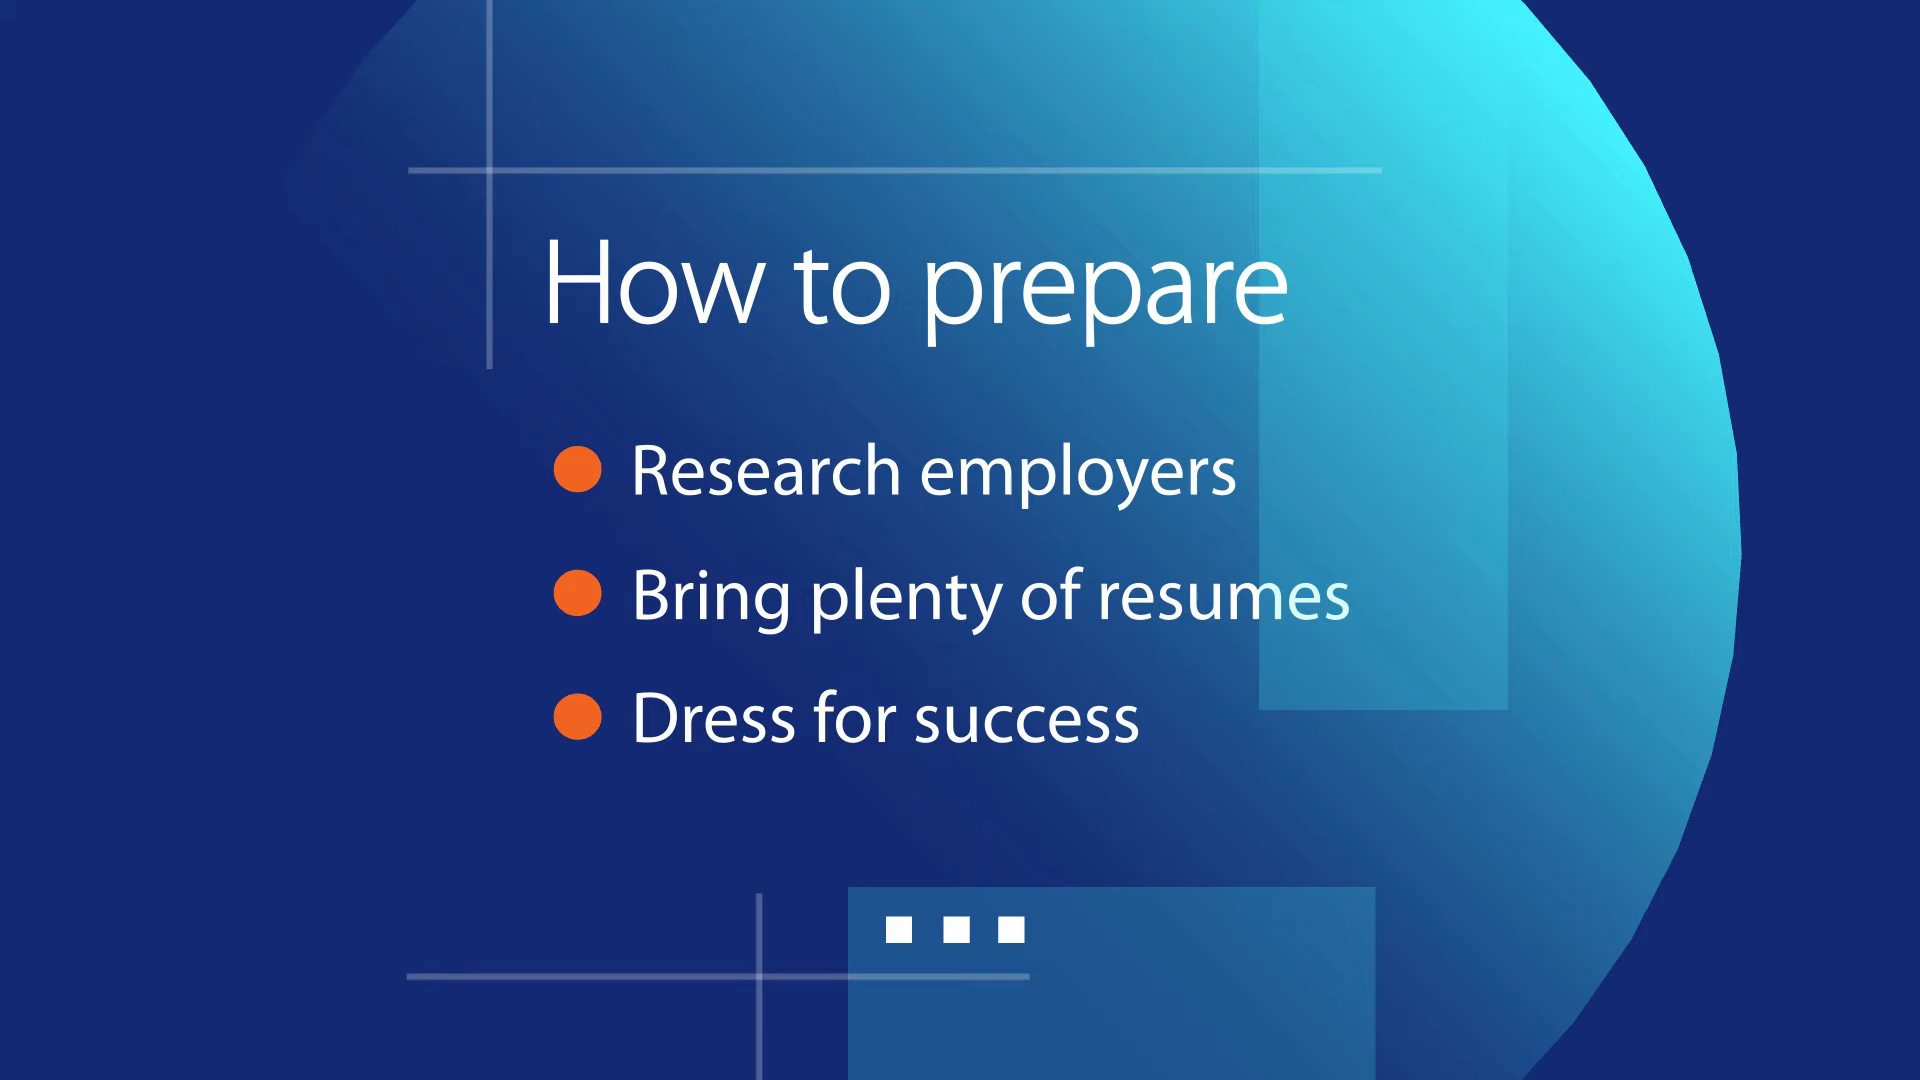 How to prepare
Research employers
Bring plenty of resumes
Dress for success